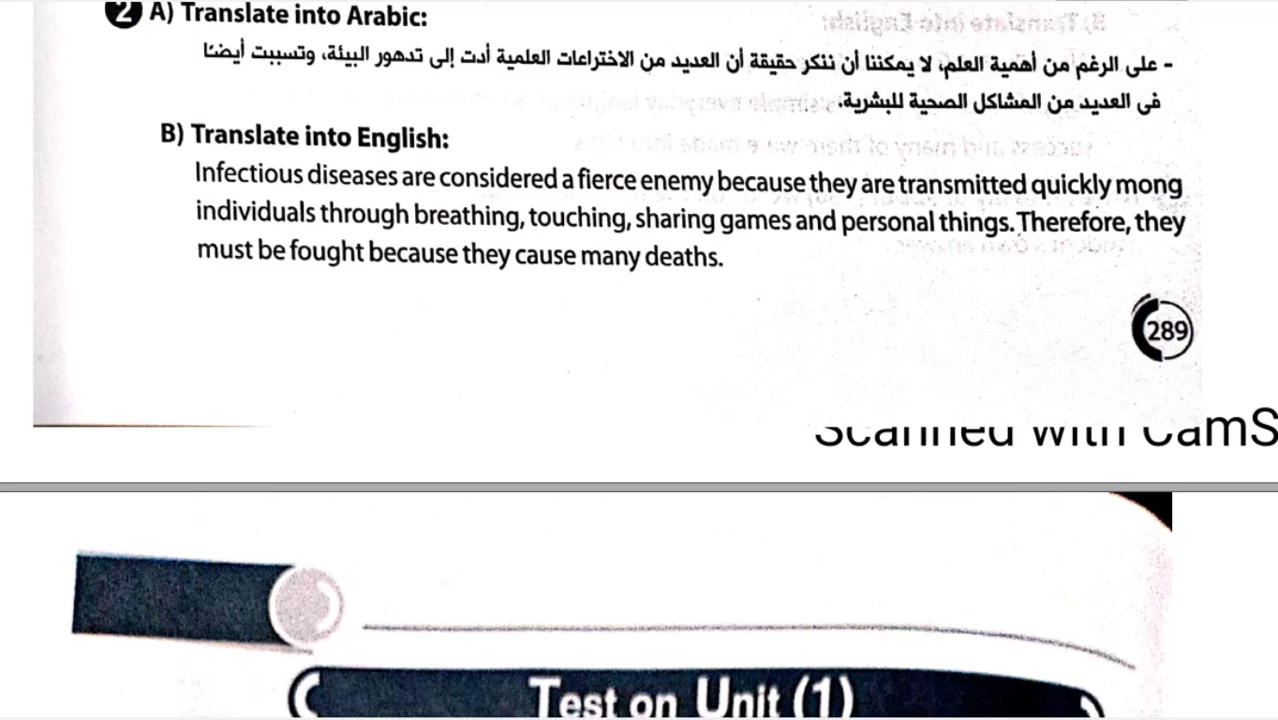 2 A) Translate into Arabic:
- على الرغم من أهمية العلم، لا يمكننا أن ننكر حقيقة أن العديد من الاختراعات العلمية أدت إلى تدهور البيئة، وتسببت أيضًا
فى العديد من المشاكل الصحية للبشرية.
B) Translate into English:
Infectious diseases are considered a fierce enemy because they are transmitted quickly mong
individuals through breathing, touching, sharing games and personal things. Therefore, they
must be fought because they cause many deaths.
289
Scanned with CamS
Test on Unit (1)